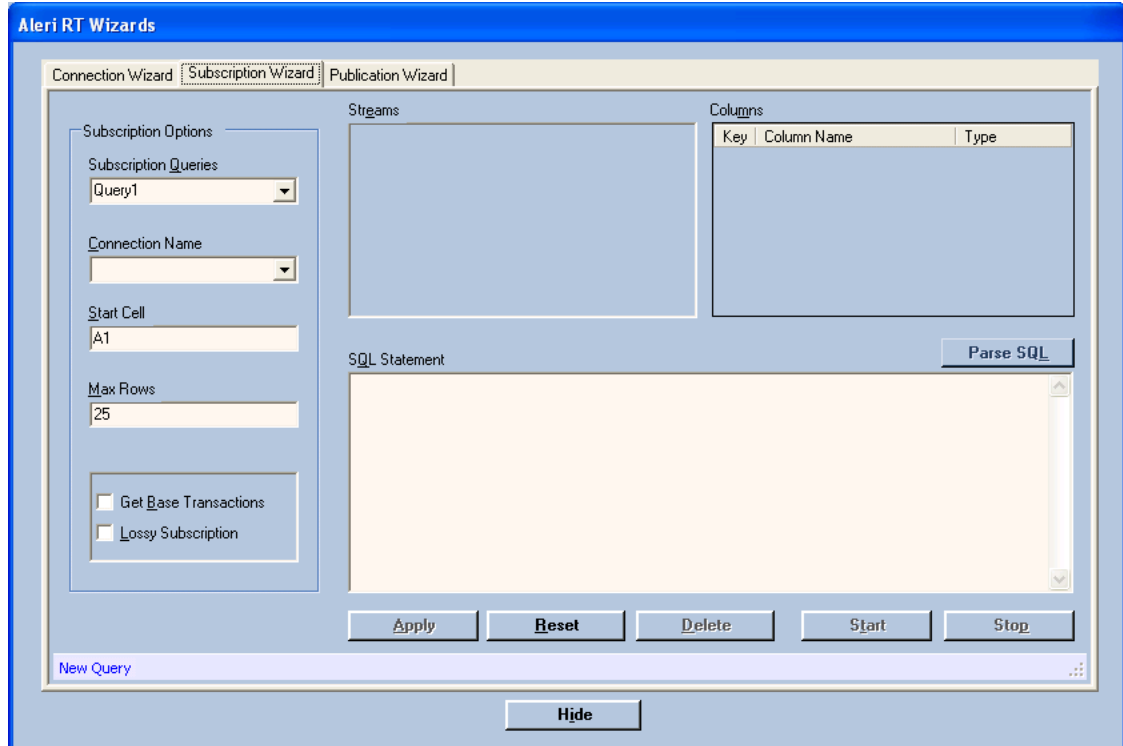 Aleri RT Wizards
Connection Wizard Subscription Wizard Publication Wizard
Subscription Options
Subscription Queries
Query1
Connection Name
Start Cell
A1
Max Rows
25
Get Base Transactions
Lossy Subscription
Streams
Columns
Key Column Name Type
SQL Statement
Parse SQL
Apply Reset Delete Start Stop
New Query
Hide